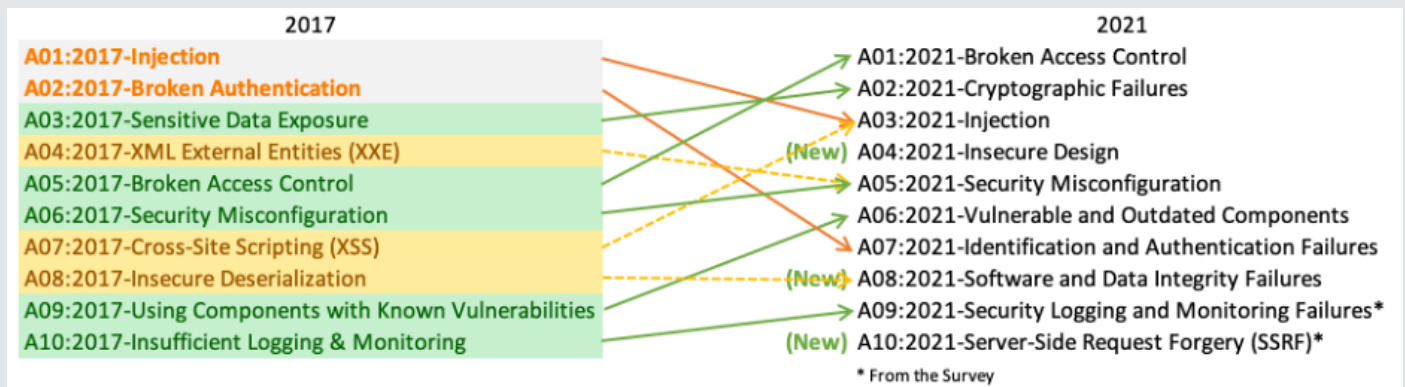 2017
A01:2017-Injection
A02:2017-Broken Authentication
A03:2017-Sensitive Data Exposure
A04:2017-XML External Entities (XXE)
A05:2017-Broken Access Control
A06:2017-Security Misconfiguration
A07:2017-Cross-Site Scripting (XSS)
A08:2017-Insecure Deserialization
A09:2017-Using Components with Known Vulnerabilities
A10:2017-Insufficient Logging & Monitoring
2021
A01:2021-Broken Access Control
A02:2021-Cryptographic Failures
A03:2021-Injection
(New) A04:2021-Insecure Design
A05:2021-Security Misconfiguration
A06:2021-Vulnerable and Outdated Components
A07:2021-Identification and Authentication Failures
(New) A08:2021-Software and Data Integrity Failures
A09:2021-Security Logging and Monitoring Failures*
(New) A10:2021-Server-Side Request Forgery (SSRF)*
* From the Survey